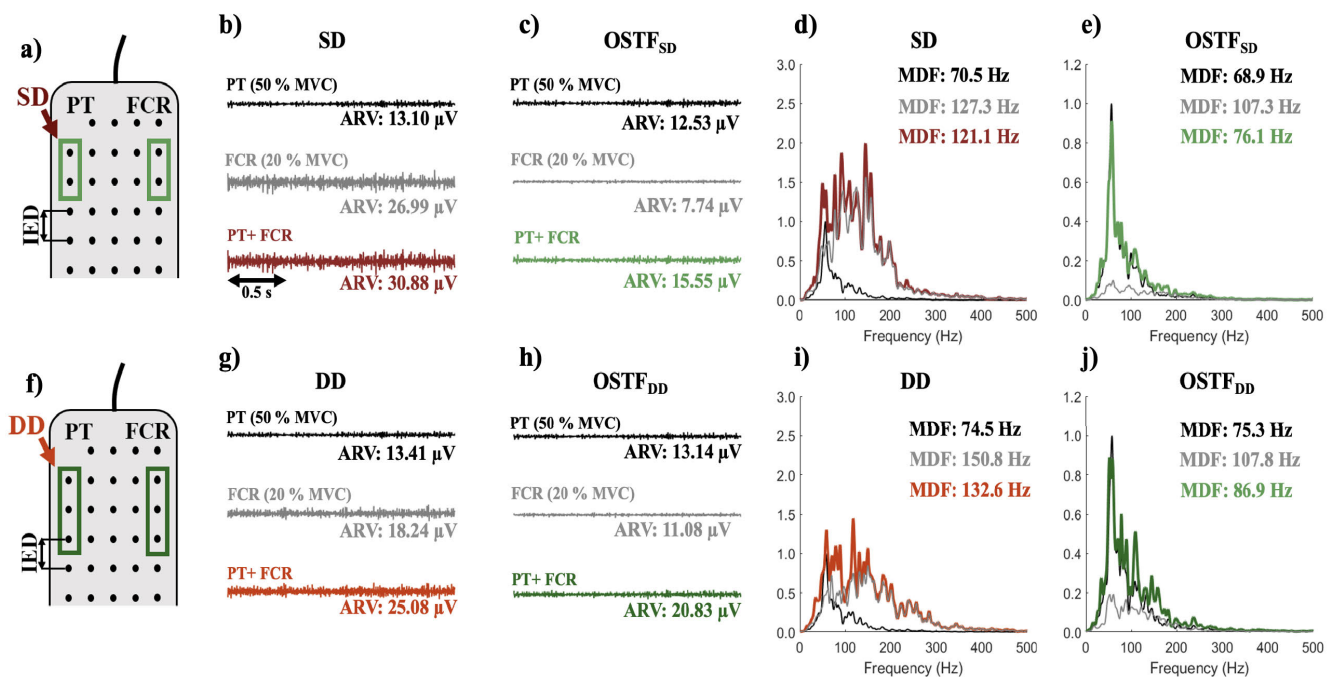 a)
SD
PT FCR
IED
b)
SD
PT (50 % MVC)
ARV: 13.10 µV
FCR (20 % MVC)
ARV: 26.99 µV
PT+ FCR
0.5 s
ARV: 30.88 µV
c)
OSTFSD
PT (50 % MVC)
ARV: 12.53 µV
FCR (20 % MVC)
ARV: 7.74 µV
PT+ FCR
ARV: 15.55 µV
d)
SD
MDF: 70.5 Hz
MDF: 127.3 Hz
MDF: 121.1 Hz
3.0
2.5
2.0
1.5
1.0
0.5
0.0
0 100 200 300 400 500
Frequency (Hz)
e)
OSTFSD
MDF: 68.9 Hz
MDF: 107.3 Hz
MDF: 76.1 Hz
1.2
1.0
0.8
0.6
0.4
0.2
0.0
0 100 200 300 400 500
Frequency (Hz)
f)
DD
PT FCR
IED
g)
DD
PT (50 % MVC)
ARV: 13.41 µV
FCR (20 % MVC)
ARV: 18.24 µV
PT+ FCR
ARV: 25.08 µV
h)
OSTFDD
PT (50 % MVC)
ARV: 13.14 µV
FCR (20 % MVC)
ARV: 11.08 µV
PT+ FCR
ARV: 20.83 µV
i)
DD
MDF: 74.5 Hz
MDF: 150.8 Hz
MDF: 132.6 Hz
3.0
2.5
2.0
1.5
1.0
0.5
0.0
0 100 200 300 400 500
Frequency (Hz)
j)
OSTFDD
MDF: 75.3 Hz
MDF: 107.8 Hz
MDF: 86.9 Hz
1.2
1.0
0.8
0.6
0.4
0.2
0.0
0 100 200 300 400 500
Frequency (Hz)